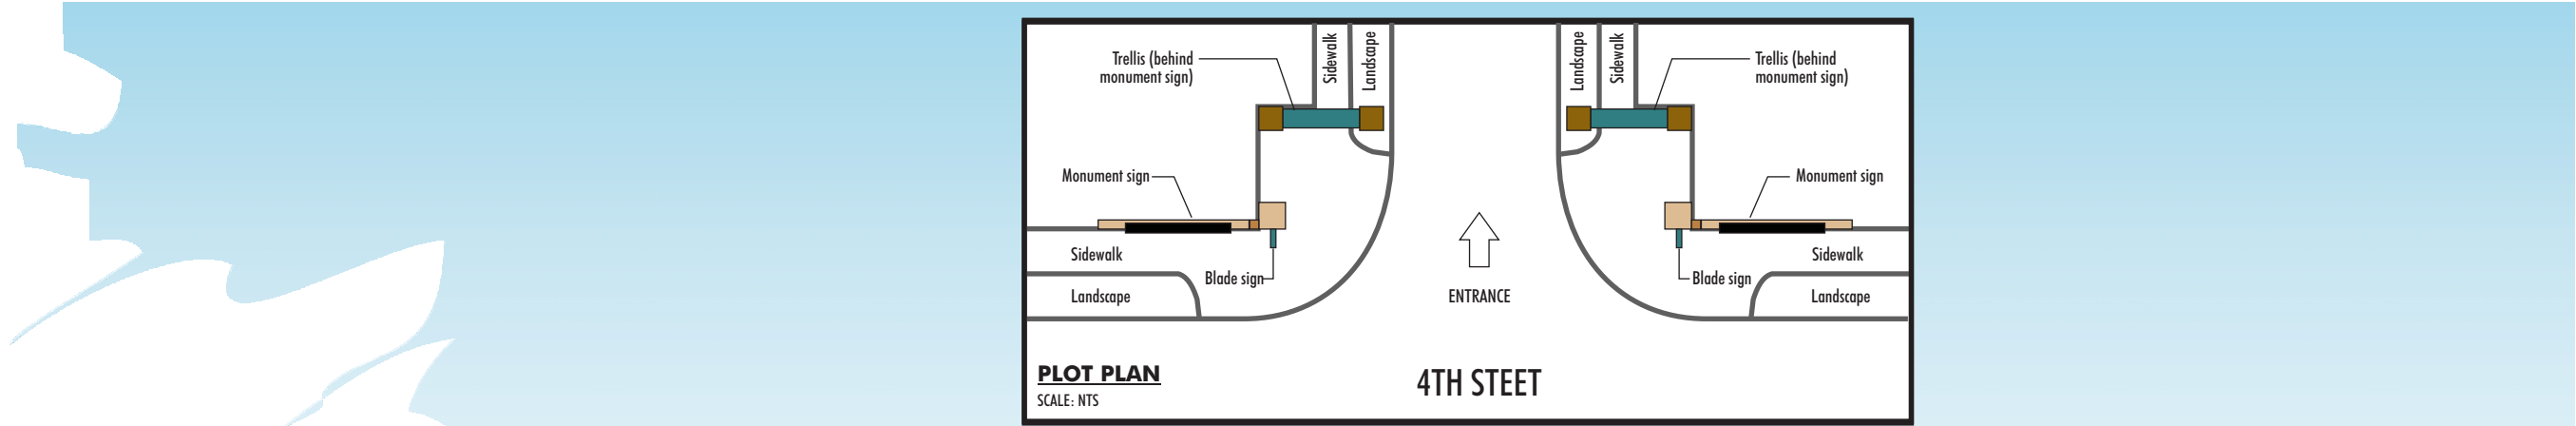 Sidewalk
Landscape
Landscape
Sidewalk
Trellis (behind
monument sign)
Trellis (behind
monument sign)
Monument sign
Monument sign
Sidewalk
Blade sign
Landscape
ENTRANCE
Sidewalk
Blade sign
Landscape
PLOT PLAN
SCALE: NTS
4TH STEET